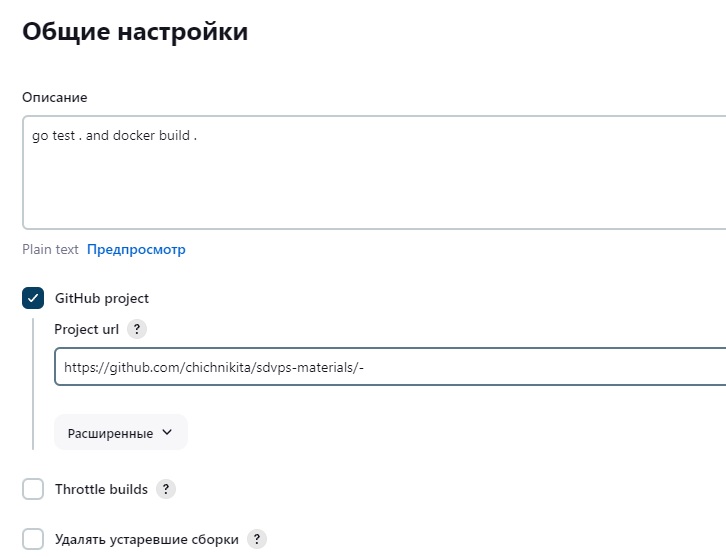 Общие настройки
Описание
go test . and docker build .
Plain text Предпросмотр
GitHub project
Project url ?
https://github.com/chichnikita/sdvps-materials/-
Расширенные
Throttle builds ?
Удалять устаревшие сборки ?